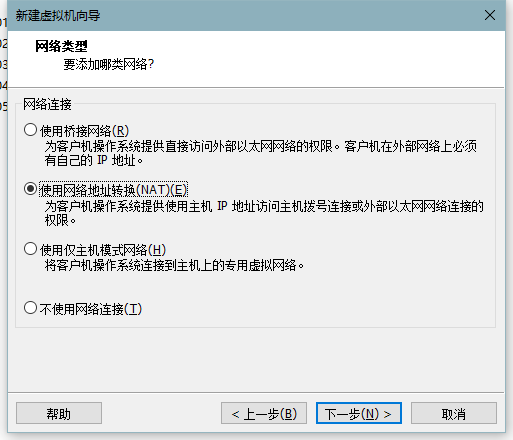 新建虚拟机向导
网络类型
要添加哪类网络?
网络连接
使用桥接网络(R)
为客户机操作系统提供直接访问外部以太网网络的权限。客户机在外部网络上必须
有自己的 IP 地址。
使用网络地址转换(NAT)(E)
为客户机操作系统提供使用主机 IP 地址访问主机拨号连接或外部以太网网络连接的
权限。
使用仅主机模式网络(H)
将客户机操作系统连接到主机上的专用虚拟网络。
不使用网络连接(T)
帮助
< 上一步(B)
下一步(N) >
取消